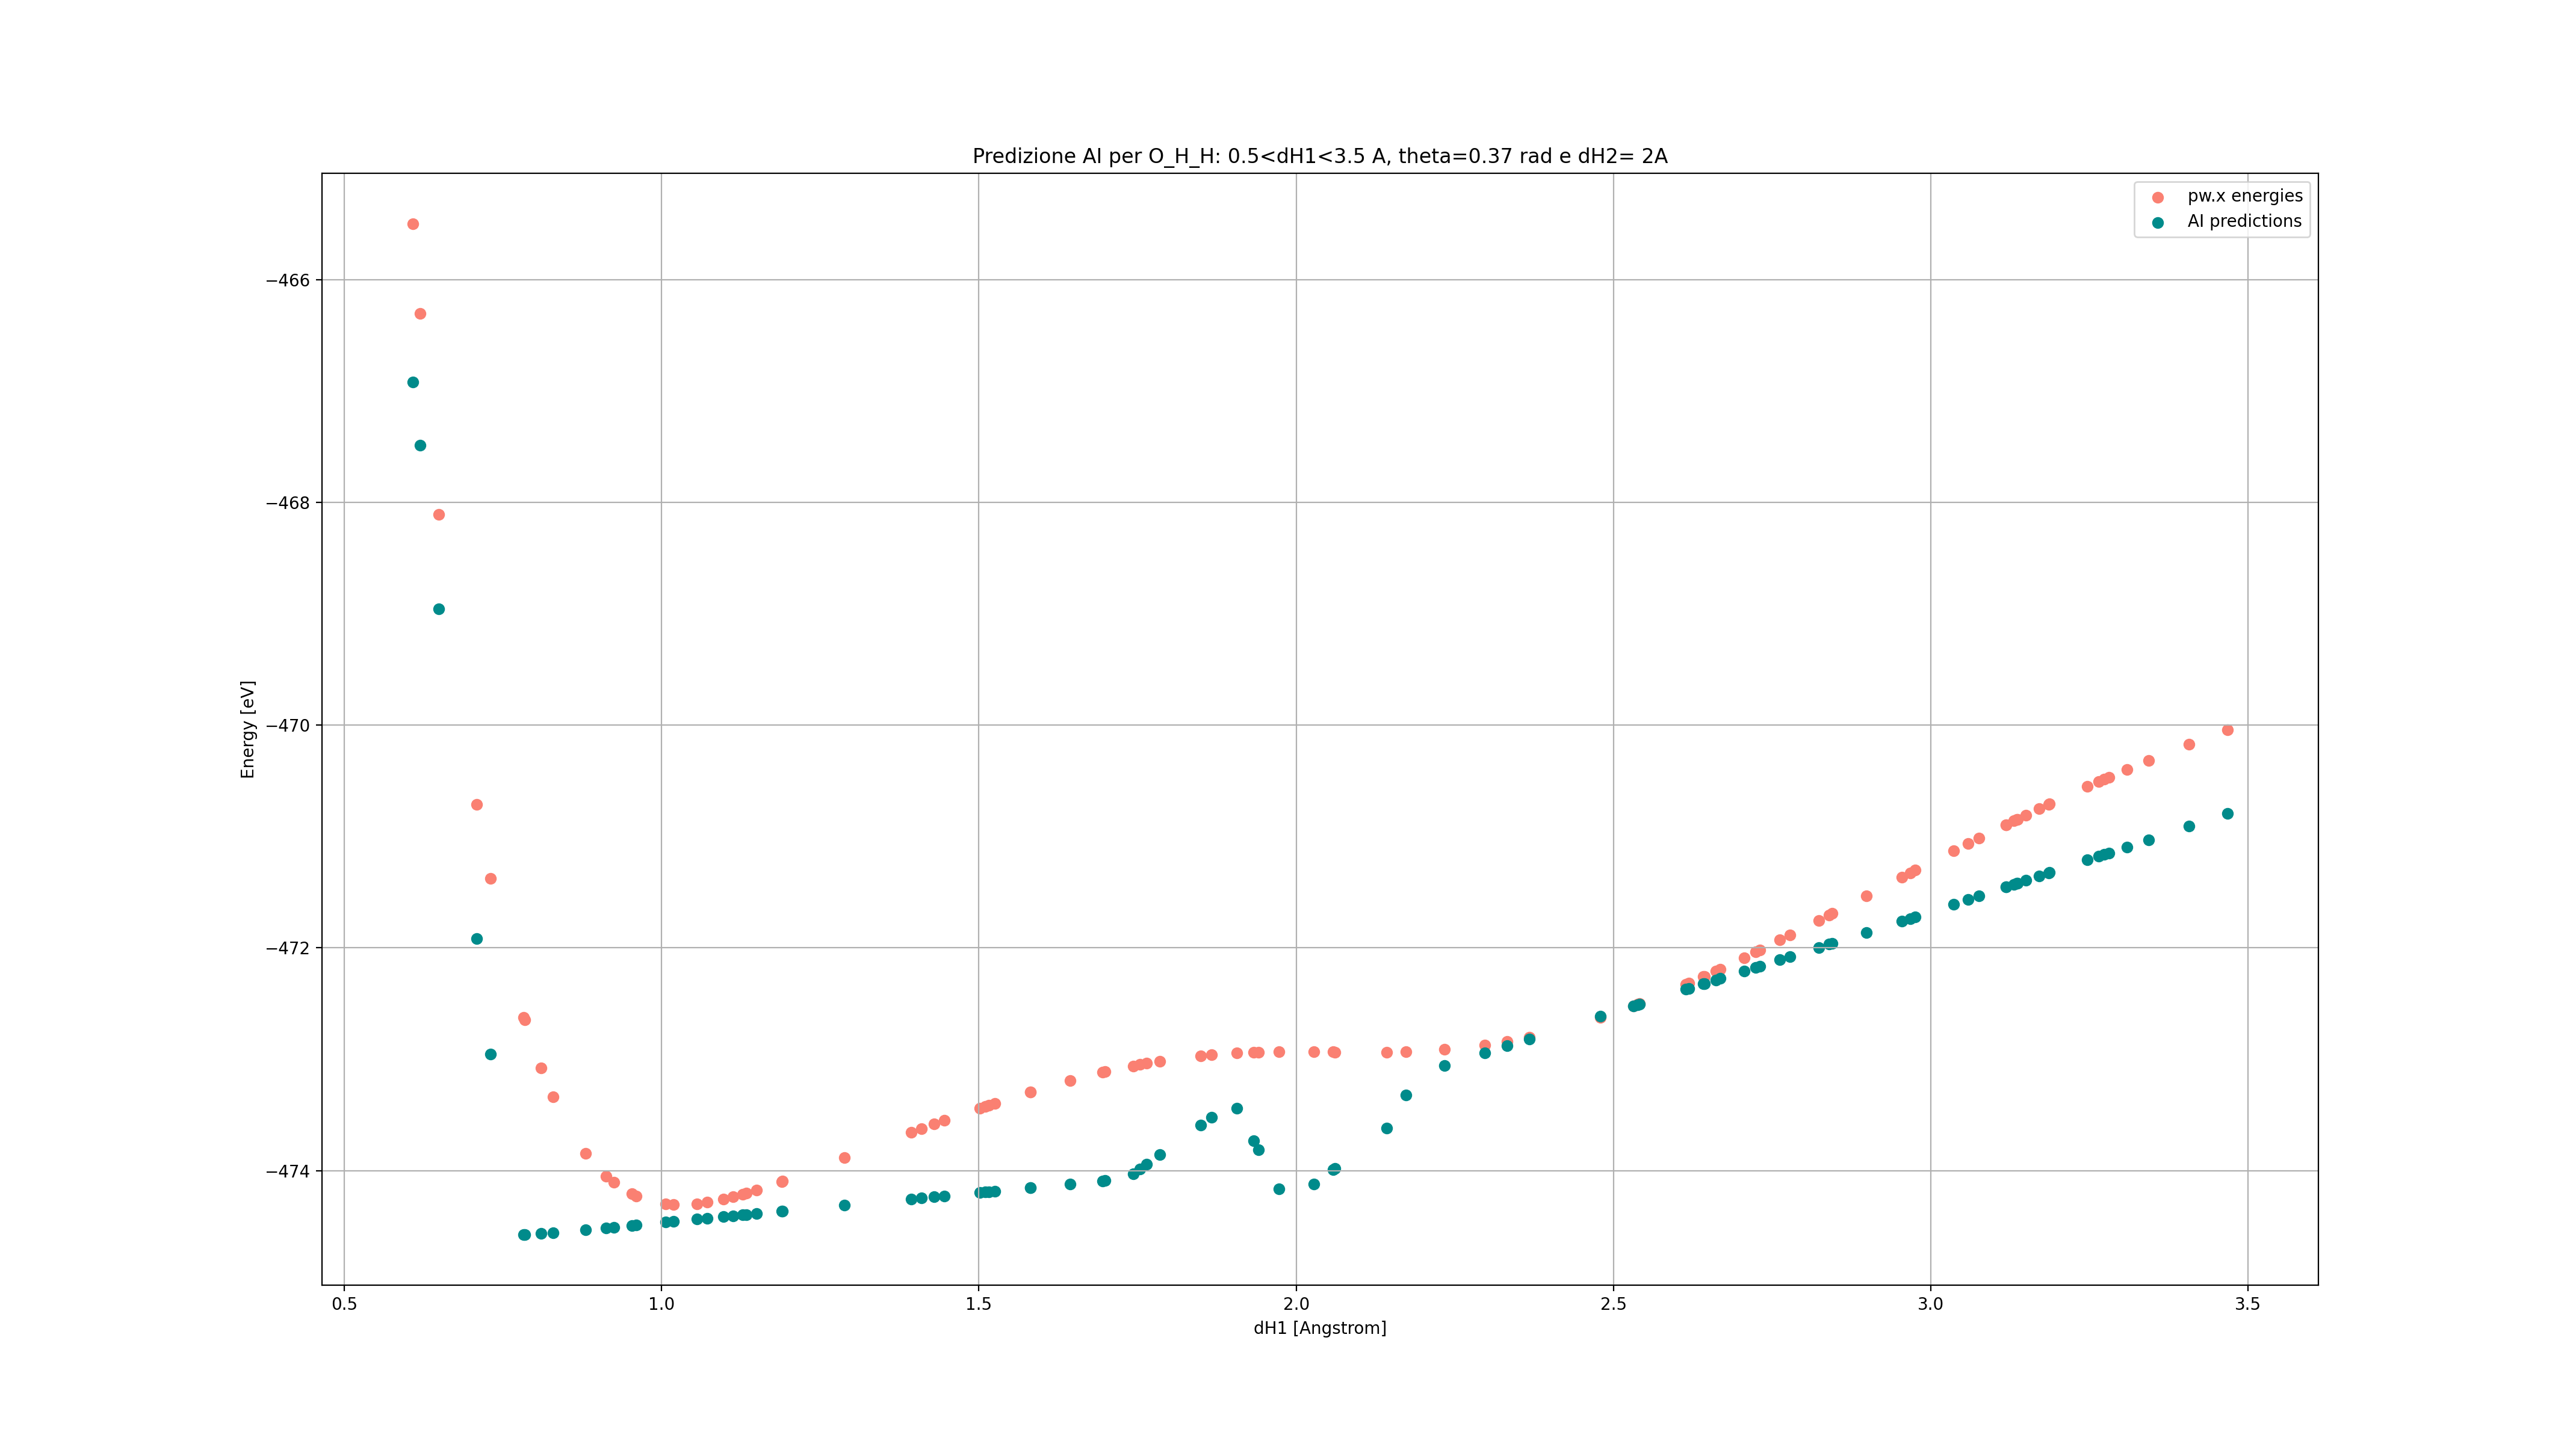 Predizione AI per O_H_H: 0.5<dH1<3.5 A, theta=0.37 rad e dH2= 2A
pw.x energies
AI predictions
−466
−468
−470
−472
−474
Energy [eV]
0.5 1.0 1.5 2.0 2.5 3.0 3.5
dH1 [Angstrom]